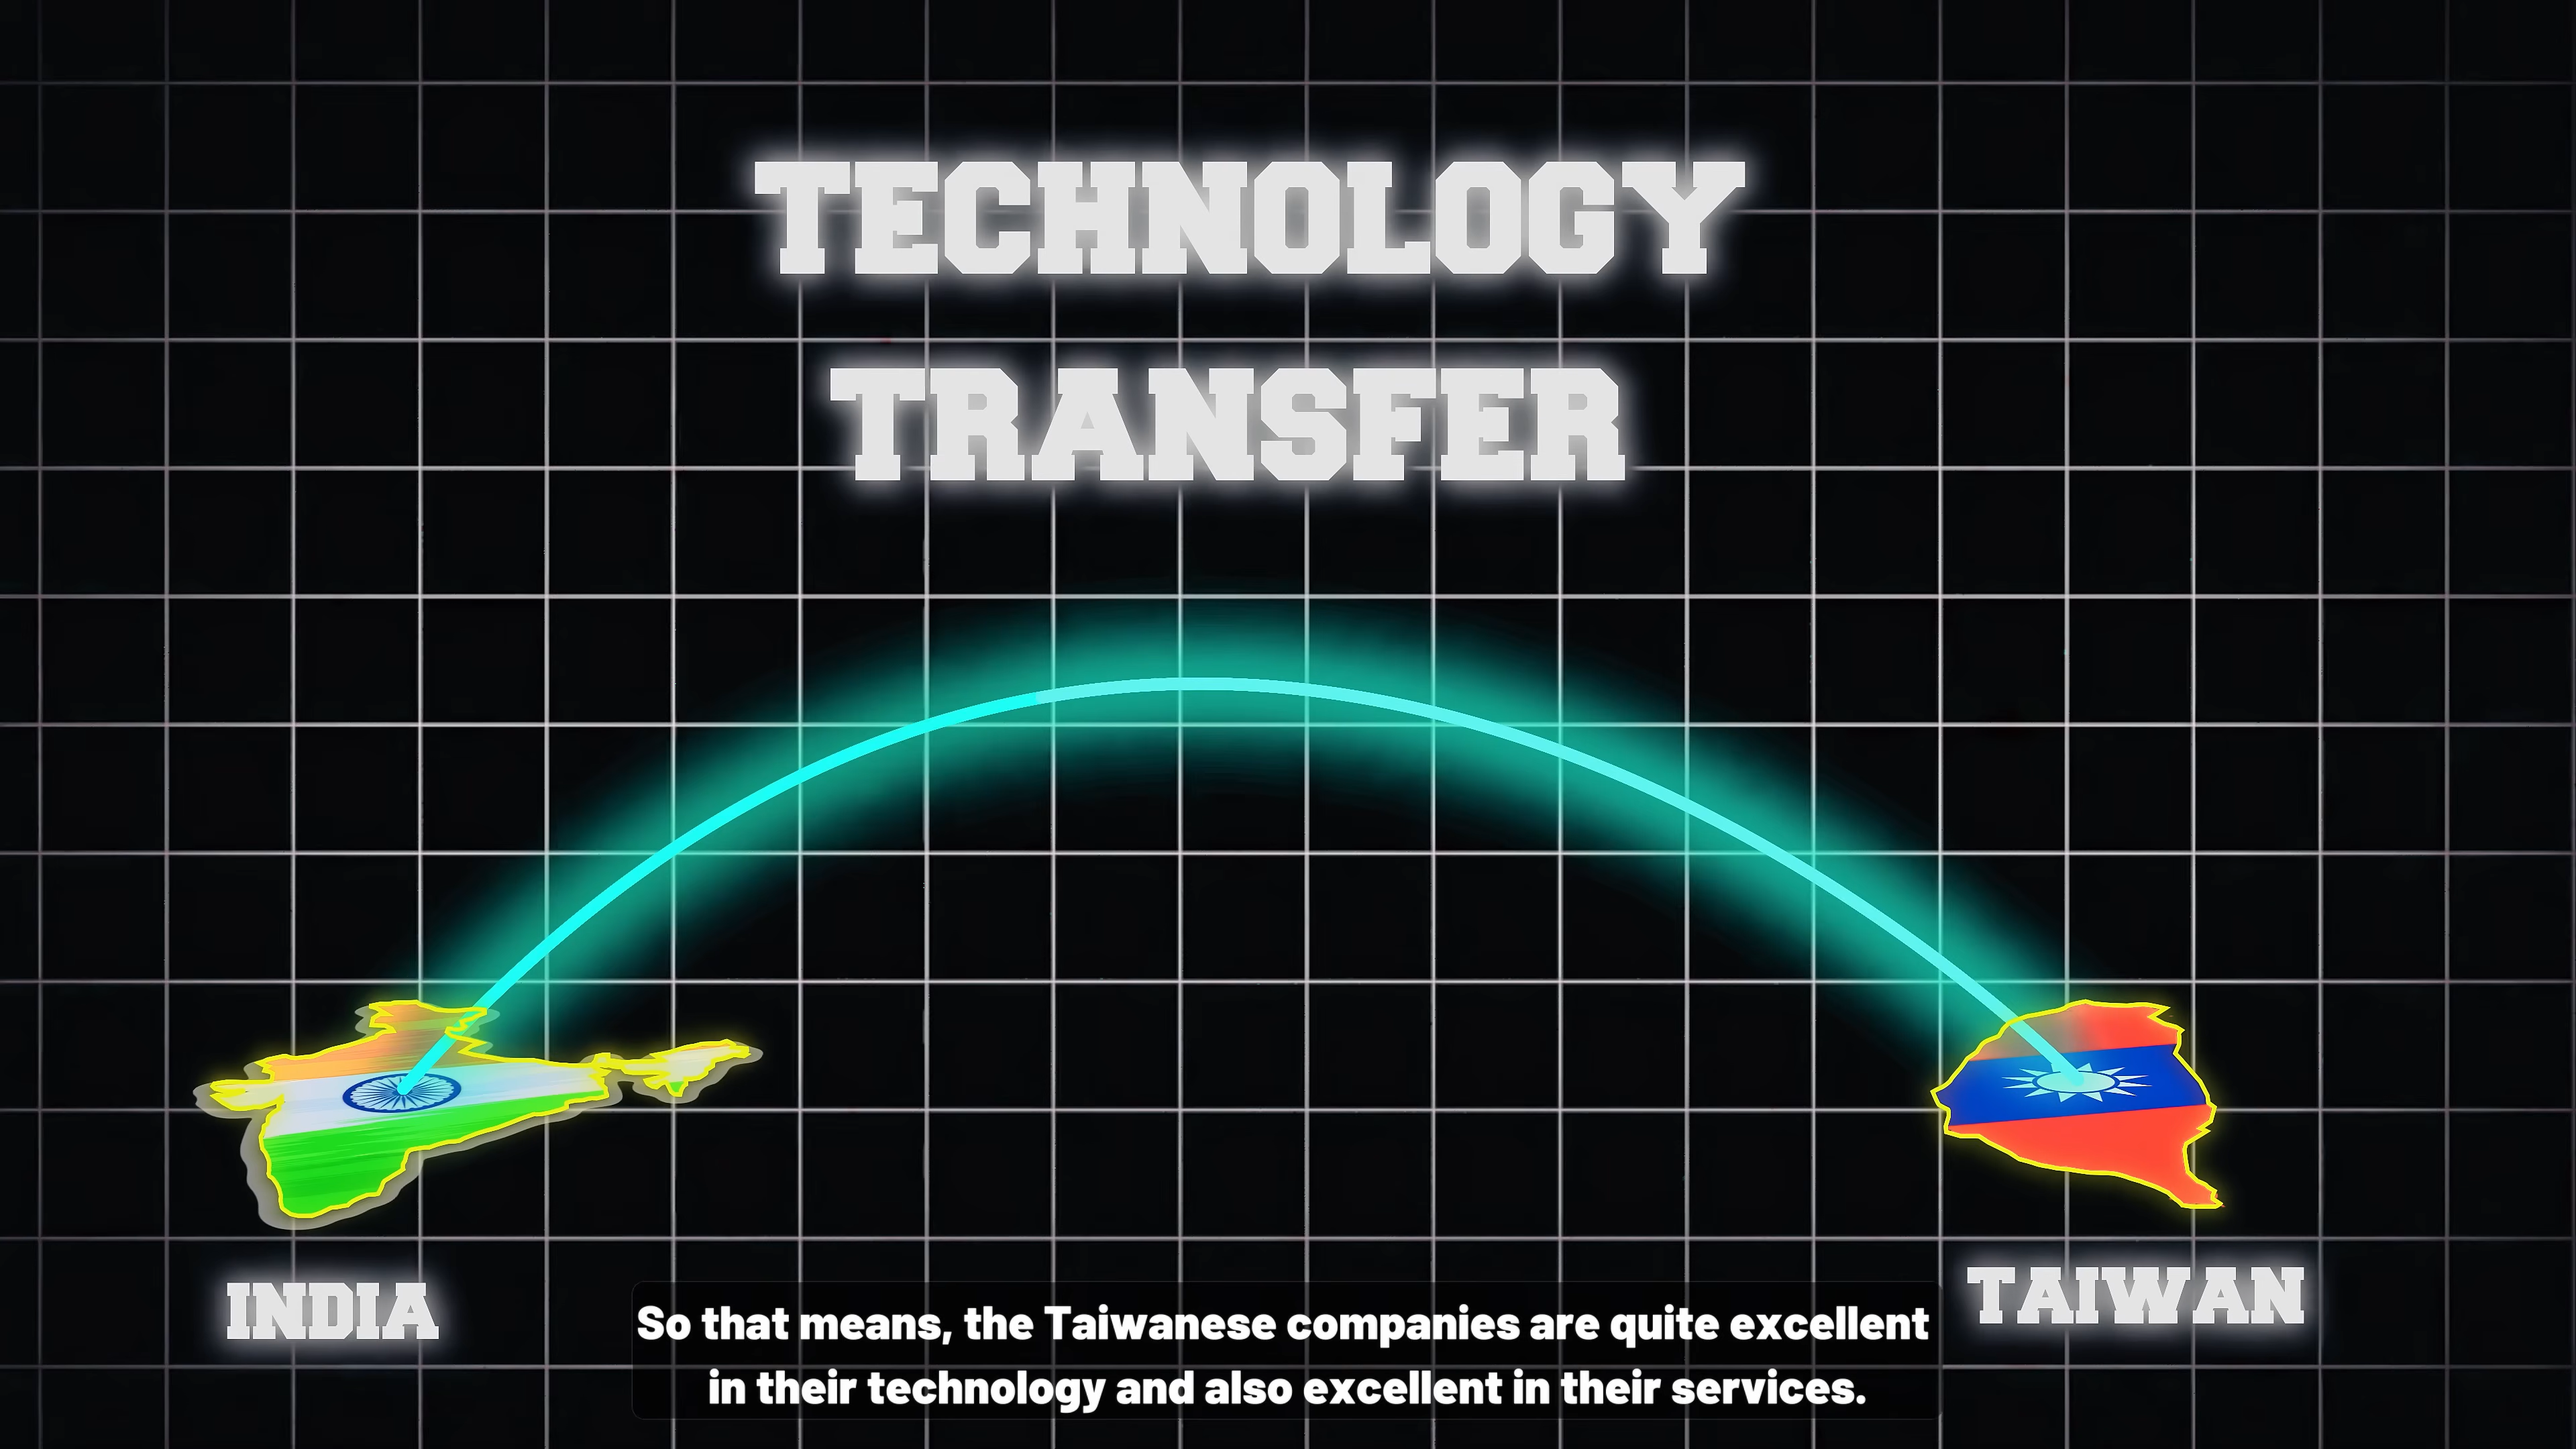 TECHNOLOGY
TRANSFER
INDIA
TAIWAN
So that means, the Taiwanese companies are quite excellent
in their technology and also excellent in their services.